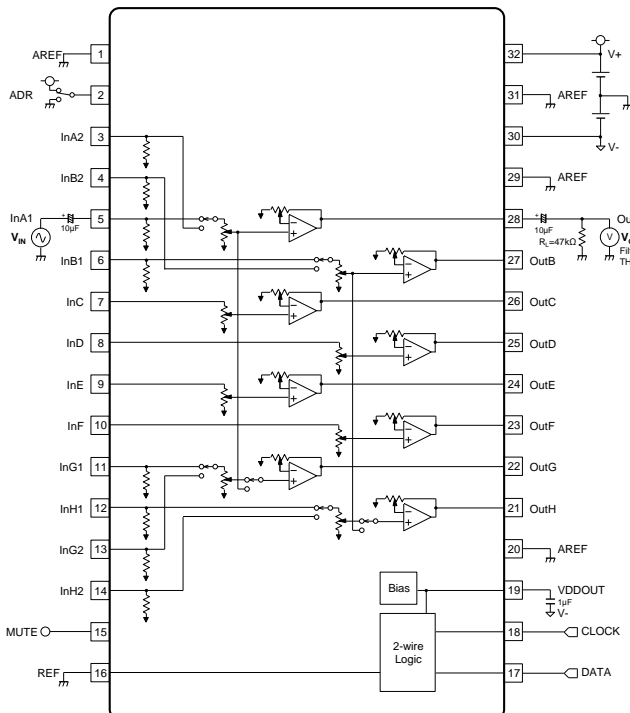 AREF 1
ADR 2
InA2 3
InB2 4
InA1 5
+
10μF
VIN
InB1 6
InC 7
InD 8
InE 9
InF 10
InG1 11
InH1 12
InG2 13
InH2 14
MUTE 15
REF 16
− +
− +
− +
− +
− +
− +
− +
− +
Bias
2-wire
Logic
32 V+
31 AREF
30 V-
29 AREF
28
+
10μF
RL=47kΩ
V
27 OutB
26 OutC
25 OutD
24 OutE
23 OutF
22 OutG
21 OutH
20 AREF
19 VDDOUT
1μF
V-
18 CLOCK
17 DATA